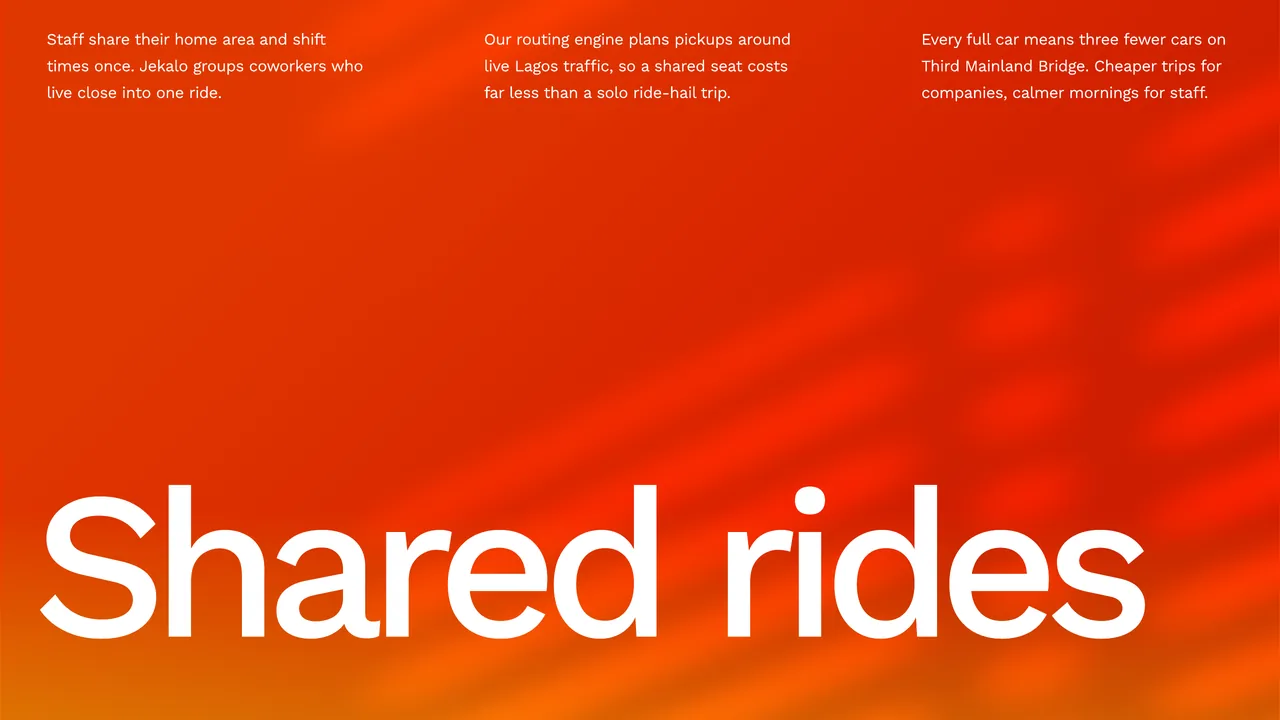 Staff share their home area and shift
times once. Jekalo groups coworkers who
live close into one ride.
Our routing engine plans pickups around
live Lagos traffic, so a shared seat costs
far less than a solo ride-hail trip.
Every full car means three fewer cars on
Third Mainland Bridge. Cheaper trips for
companies, calmer mornings for staff.
Shared rides